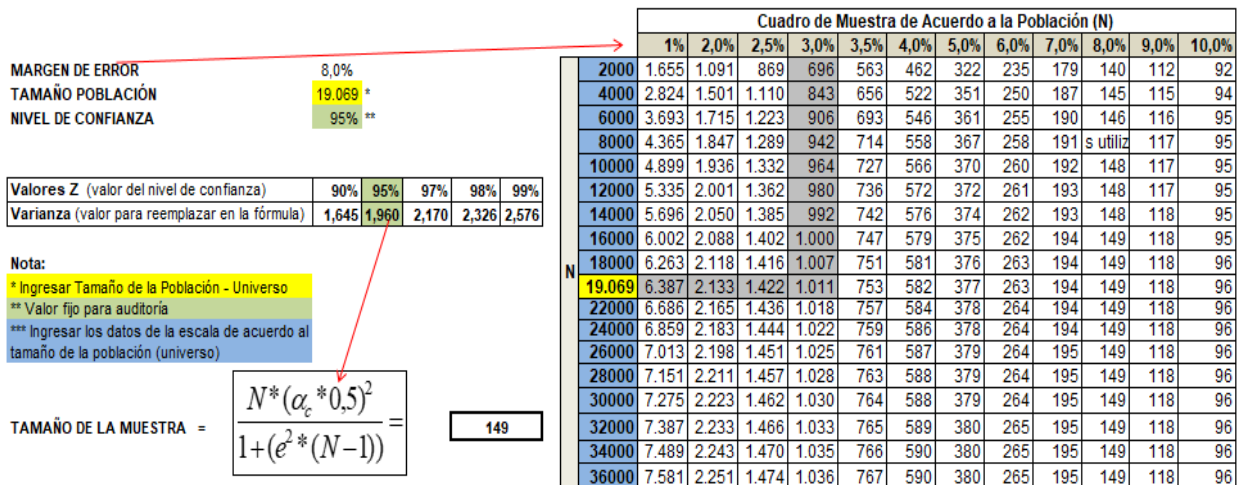 Cuadro de Muestra de Acuerdo a la Población (N)
1% 2,0% 2,5% 3,0% 3,5% 4,0% 5,0% 6,0% 7,0% 8,0% 9,0% 10,0%
MARGEN DE ERROR 8,0%
TAMAÑO POBLACIÓN 19.069 *
NIVEL DE CONFIANZA 95% **
Valores Z (valor del nivel de confianza) 90% 95% 97% 98% 99%
Varianza (valor para reemplazar en la fórmula) 1,645 1,960 2,170 2,326 2,576
Nota:
* Ingresar Tamaño de la Población - Universo
** Valor fijo para auditoría
*** Ingresar los datos de la escala de acuerdo al
tamaño de la población (universo)
TAMAÑO DE LA MUESTRA =
N*(αc*0,5)²
1+(e²*(N−1))
=
149
N
2000 1.655 1.091 869 696 563 462 322 235 179 140 112 92
4000 2.824 1.501 1.110 843 656 522 351 250 187 145 115 94
6000 3.693 1.715 1.223 906 693 546 361 255 190 146 116 95
8000 4.365 1.847 1.289 942 714 558 367 258 191 s utiliz 117 95
10000 4.899 1.936 1.332 964 727 566 370 260 192 148 117 95
12000 5.335 2.001 1.362 980 736 572 372 261 193 148 117 95
14000 5.696 2.050 1.385 992 742 576 374 262 193 148 118 95
16000 6.002 2.088 1.402 1.000 747 579 375 262 194 149 118 95
18000 6.263 2.118 1.416 1.007 751 581 376 263 194 149 118 96
19.069 6.387 2.133 1.422 1.011 753 582 377 263 194 149 118 96
22000 6.686 2.165 1.436 1.018 757 584 378 264 194 149 118 96
24000 6.859 2.183 1.444 1.022 759 586 378 264 194 149 118 96
26000 7.013 2.198 1.451 1.025 761 587 379 264 195 149 118 96
28000 7.151 2.211 1.457 1.028 763 588 379 264 195 149 118 96
30000 7.275 2.223 1.462 1.030 764 588 379 264 195 149 118 96
32000 7.387 2.233 1.466 1.033 765 589 380 265 195 149 118 96
34000 7.489 2.243 1.470 1.035 766 590 380 265 195 149 118 96
36000 7.581 2.251 1.474 1.036 767 590 380 265 195 149 118 96